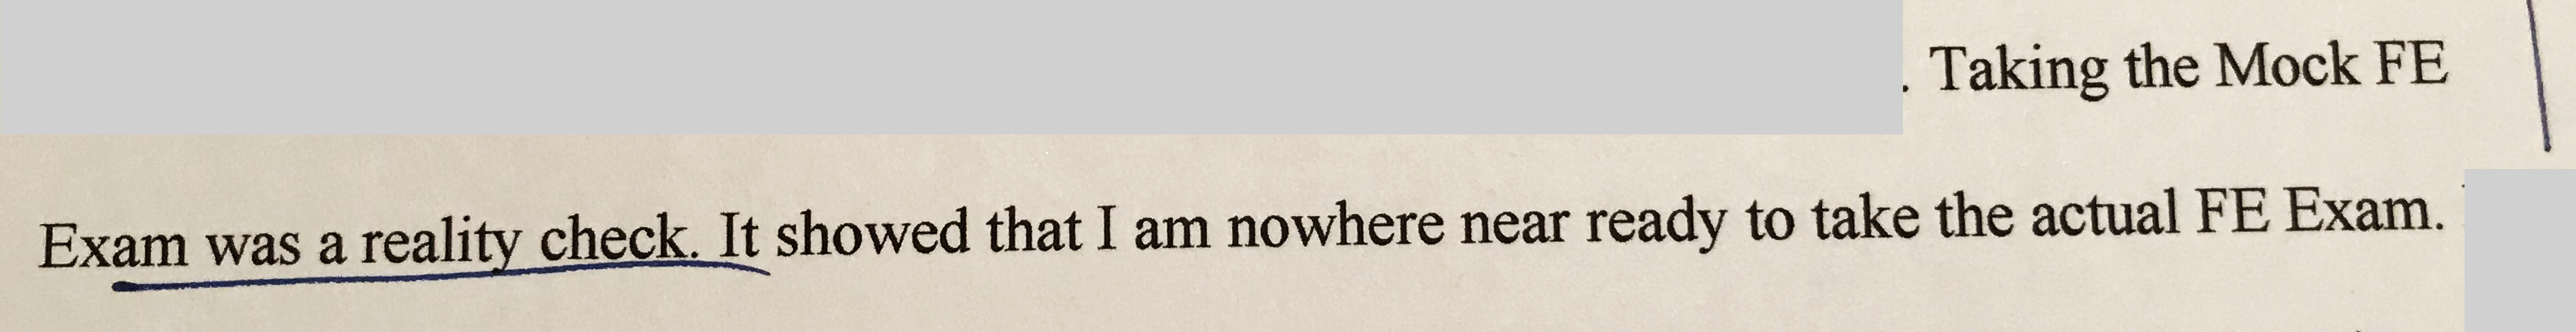 . Taking the Mock FE
Exam was a reality check. It showed that I am nowhere near ready to take the actual FE Exam.